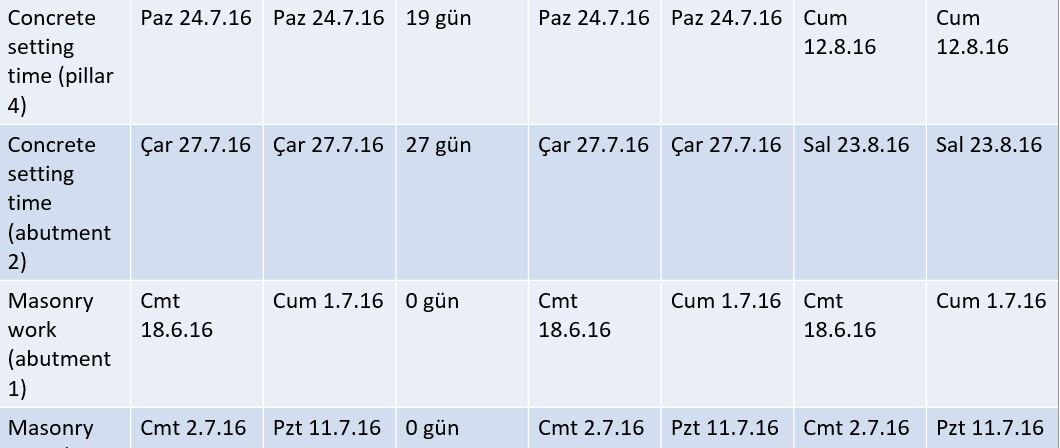 Concrete setting time (pillar 4) Paz 24.7.16 Paz 24.7.16 19 gün Paz 24.7.16 Paz 24.7.16 Cum 12.8.16 Cum 12.8.16
Concrete setting time (abutment 2) Çar 27.7.16 Çar 27.7.16 27 gün Çar 27.7.16 Çar 27.7.16 Sal 23.8.16 Sal 23.8.16
Masonry work (abutment 1) Cmt 18.6.16 Cum 1.7.16 0 gün Cmt 18.6.16 Cum 1.7.16 Cmt 18.6.16 Cum 1.7.16
Masonry Cmt 2.7.16 Pzt 11.7.16 0 gün Cmt 2.7.16 Pzt 11.7.16 Cmt 2.7.16 Pzt 11.7.16